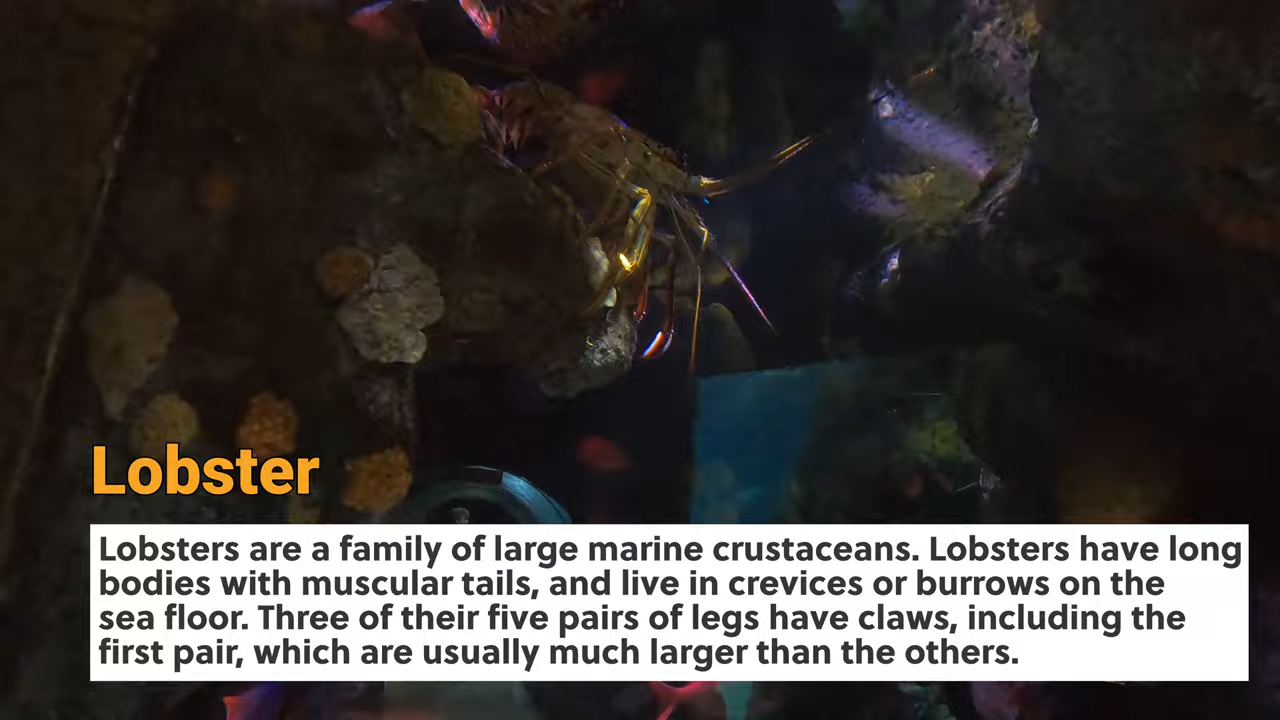 Lobster
Lobsters are a family of large marine crustaceans. Lobsters have long
bodies with muscular tails, and live in crevices or burrows on the
sea floor. Three of their five pairs of legs have claws, including the
first pair, which are usually much larger than the others.